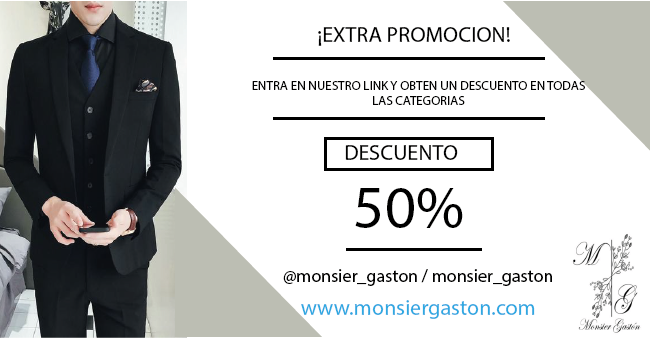 ¡EXTRA PROMOCION!
ENTRA EN NUESTRO LINK Y OBTEN UN DESCUENTO EN TODAS
LAS CATEGORIAS
DESCUENTO
50%
@monsier_gaston / monsier_gaston
www.monsiergaston.com
M
G
Monsier Gastón